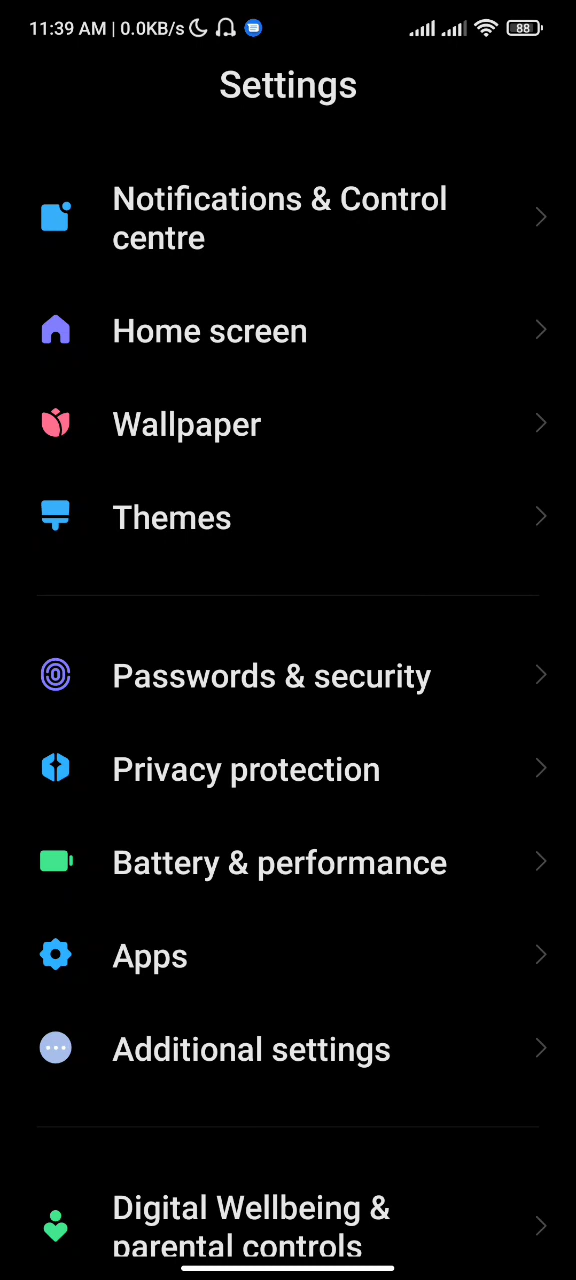 11:39 AM | 0.0KB/s 88
Settings
Notifications & Control
centre
Home screen
Wallpaper
Themes
Passwords & security
Privacy protection
Battery & performance
Apps
Additional settings
Digital Wellbeing &
parental controls